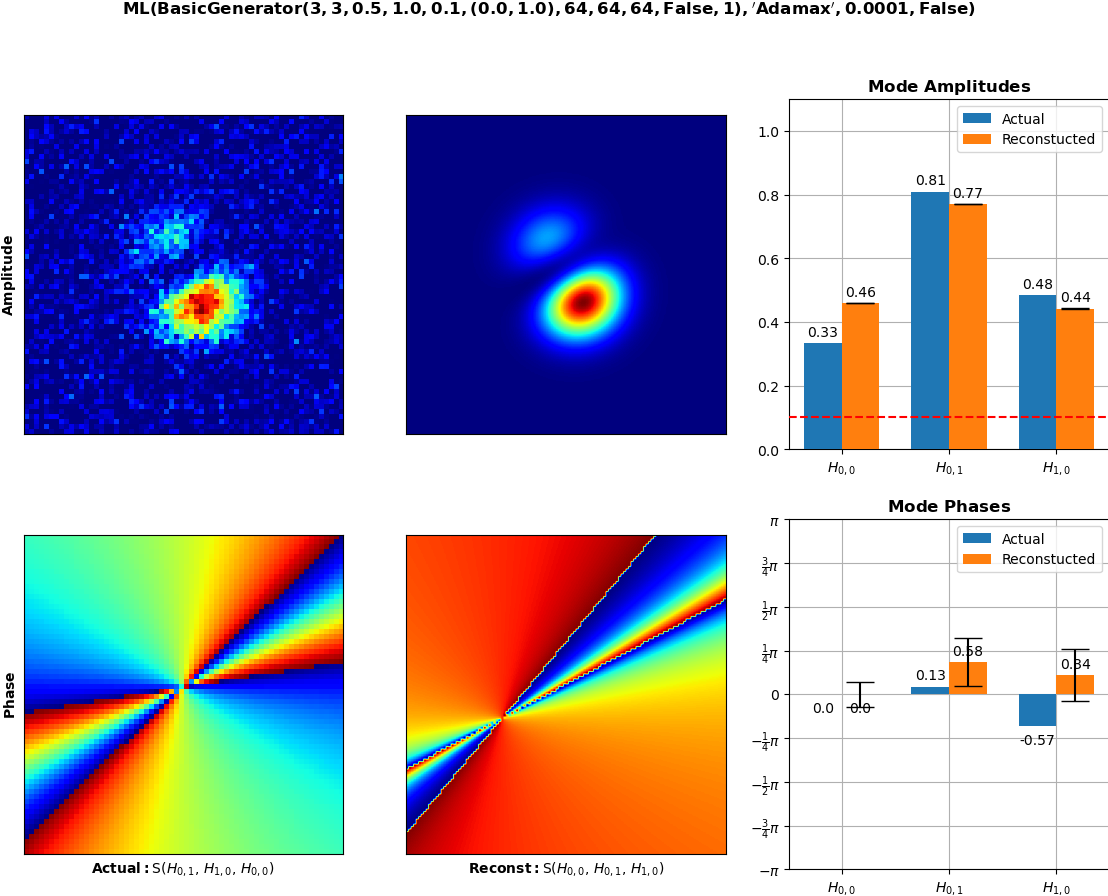 ML(BasicGenerator(3, 3, 0.5, 1.0, 0.1, (0.0, 1.0), 64, 64, 64, False, 1), 'Adamax', 0.0001, False)
Amplitude
Mode Amplitudes
Actual
Reconstucted
1.0
0.8
0.6
0.4
0.2
0.0
0.33
0.46
0.81
0.77
0.48
0.44
H0,0
H0,1
H1,0
Phase
Actual: S(H0,1, H1,0, H0,0)
Reconst: S(H0,0, H0,1, H1,0)
Mode Phases
Actual
Reconstucted
π
3/4π
1/2π
1/4π
0
−1/4π
−1/2π
−3/4π
−π
0.0
0.0
0.13
0.58
-0.57
0.34
H0,0
H0,1
H1,0